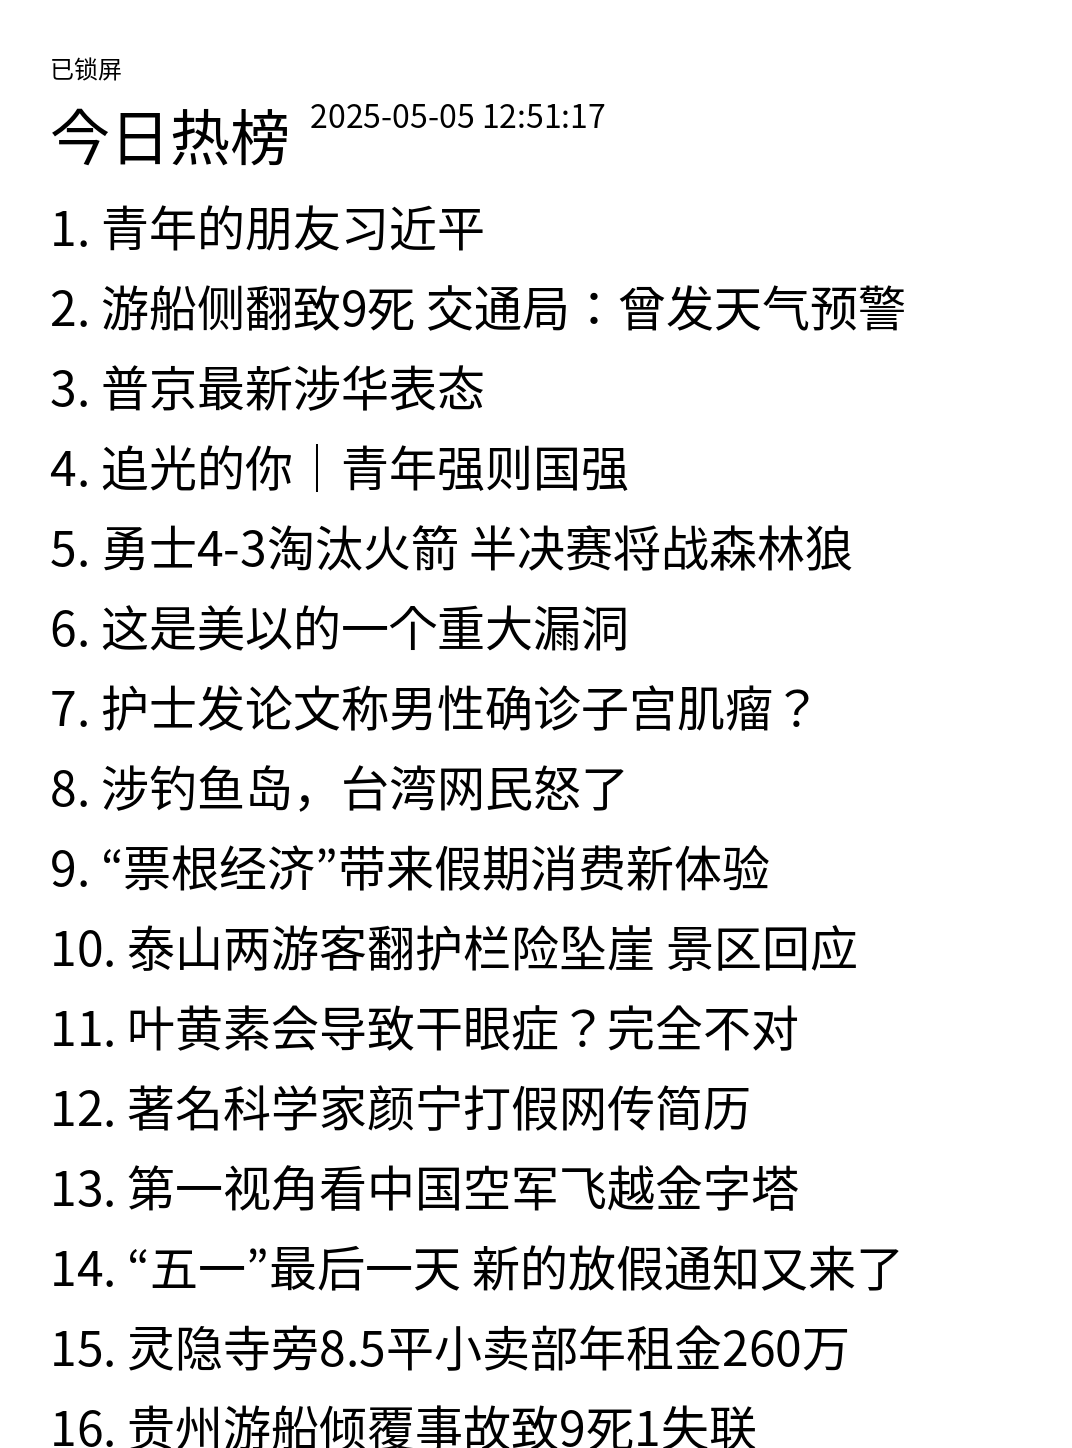 已锁屏
今日热榜 2025-05-05 12:51:17
1. 青年的朋友习近平
2. 游船侧翻致9死 交通局：曾发天气预警
3. 普京最新涉华表态
4. 追光的你｜青年强则国强
5. 勇士4-3淘汰火箭 半决赛将战森林狼
6. 这是美以的一个重大漏洞
7. 护士发论文称男性确诊子宫肌瘤？
8. 涉钓鱼岛，台湾网民怒了
9. “票根经济”带来假期消费新体验
10. 泰山两游客翻护栏险坠崖 景区回应
11. 叶黄素会导致干眼症？完全不对
12. 著名科学家颜宁打假网传简历
13. 第一视角看中国空军飞越金字塔
14. “五一”最后一天 新的放假通知又来了
15. 灵隐寺旁8.5平小卖部年租金260万
16. 贵州游船倾覆事故致9死1失联